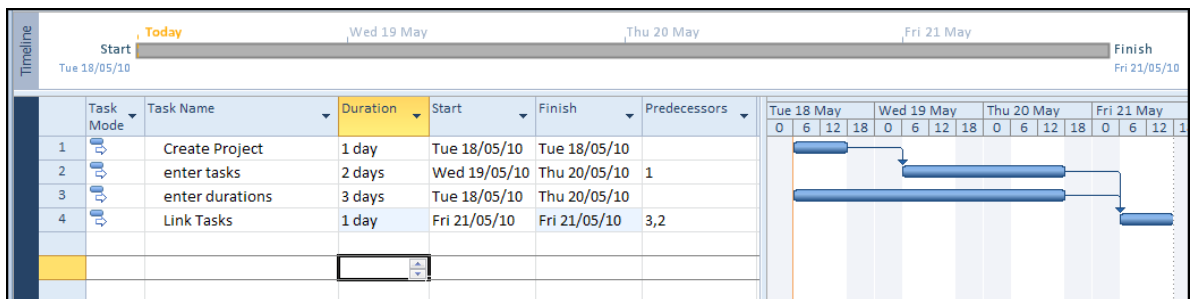 Timeline
Today
Wed 19 May
Thu 20 May
Fri 21 May
Start
Tue 18/05/10
Finish
Fri 21/05/10
Task Mode Task Name Duration Start Finish Predecessors
Tue 18 May Wed 19 May Thu 20 May Fri 21 May
0 6 12 18 0 6 12 18 0 6 12 18 0 6 12 1
1 Create Project 1 day Tue 18/05/10 Tue 18/05/10
2 enter tasks 2 days Wed 19/05/10 Thu 20/05/10 1
3 enter durations 3 days Tue 18/05/10 Thu 20/05/10
4 Link Tasks 1 day Fri 21/05/10 Fri 21/05/10 3,2